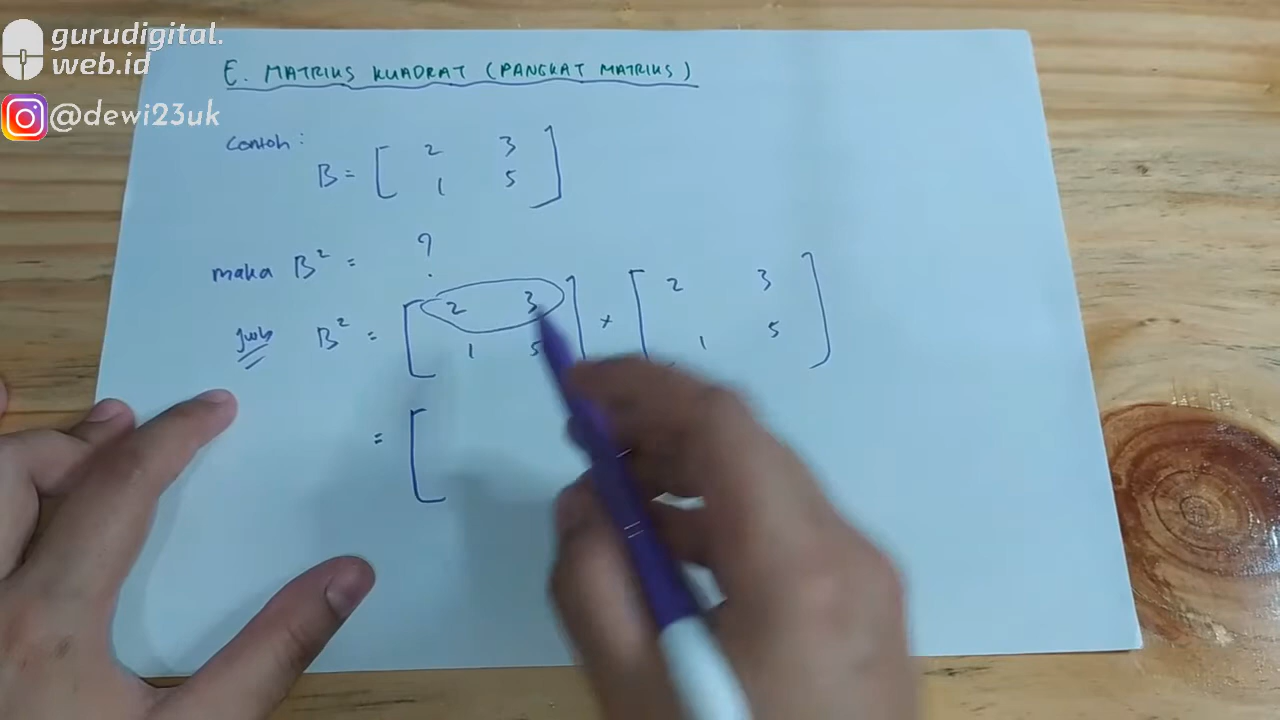 gurudigital.
web.id
@dewi23uk
E. MATRIKS KUADRAT (PANGKAT MATRIKS)
Contoh:
B = [ 2 3
1 5 ]
maka B² = ?
Jwb B² = [ 2 3
1 5 ] × [ 2 3
1 5 ]
= [